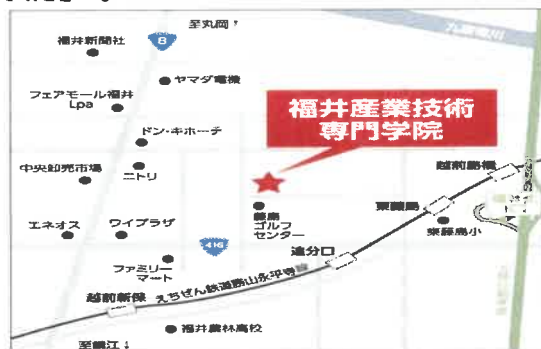 至丸岡↑
福井新聞社
8
九頭竜川
ヤマダ電機
フェアモール福井
Lpa
福井産業技術
専門学院
ドン・キホーテ
越前島橋
中央卸売市場
ニトリ
東藤島
藤島
ゴルフ
センター
エネオス
ワイプラザ
東藤島小
416
追分口
ファミリー
マート
えちぜん鉄道勝山永平寺線
越前新保
福井農林高校
至鯖江↓